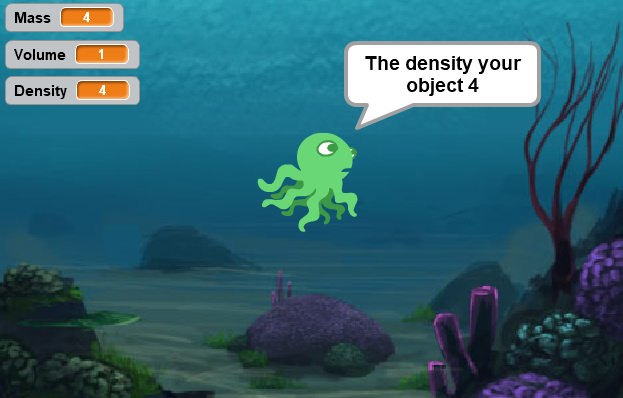 Mass 4
Volume 1
Density 4
The density your
object 4